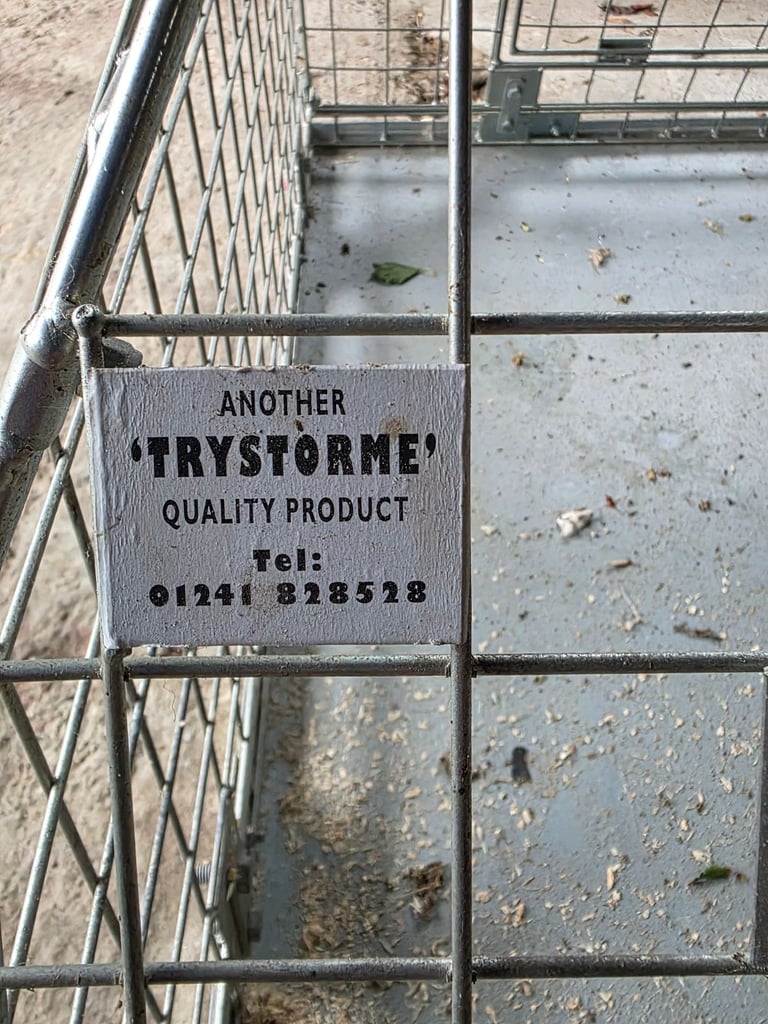 ANOTHER
‘TRYSTORME’
QUALITY PRODUCT
Tel:
01241 828528